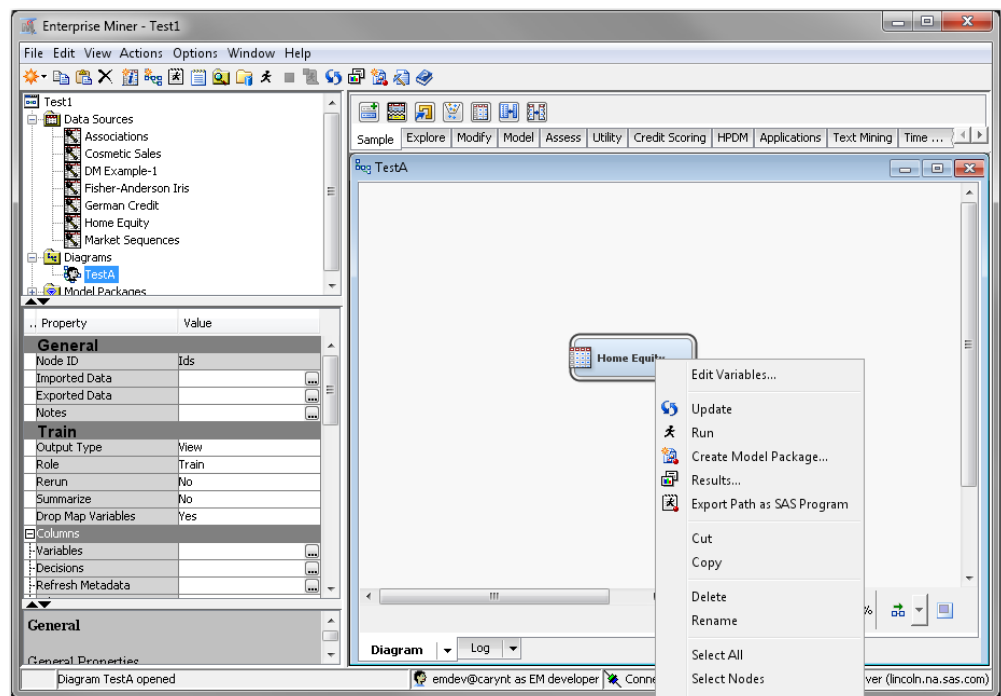 Enterprise Miner - Test1
File Edit View Actions Options Window Help
Test1
Data Sources
Associations
Cosmetic Sales
DM Example-1
Fisher-Anderson Iris
German Credit
Home Equity
Market Sequences
Diagrams
TestA
Model Packages
.. Property Value
General
Node ID Ids
Imported Data ...
Exported Data ...
Notes ...
Train
Output Type View
Role Train
Rerun No
Summarize No
Drop Map Variables Yes
Columns
Variables ...
Decisions ...
Refresh Metadata ...
General
General Properties
Sample Explore Modify Model Assess Utility Credit Scoring HPDM Applications Text Mining Time ...
TestA
Home Equity
Edit Variables...
Update
Run
Create Model Package...
Results...
Export Path as SAS Program
Cut
Copy
Delete
Rename
Select All
Select Nodes
%
Diagram Log
Diagram TestA opened emdev@carynt as EM developer Conne ver (lincoln.na.sas.com)